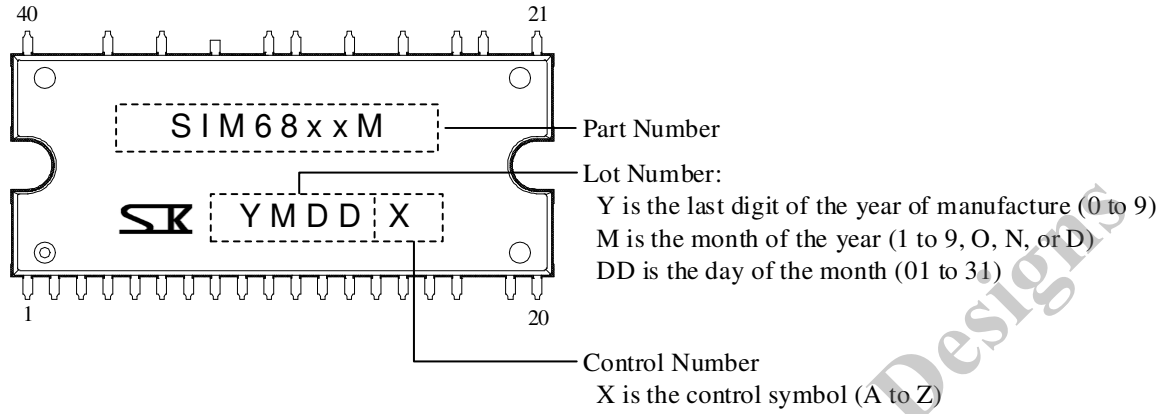 40 21
SIM68xxM
Part Number
Lot Number:
Y is the last digit of the year of manufacture (0 to 9)
M is the month of the year (1 to 9, O, N, or D)
DD is the day of the month (01 to 31)
SK YMDD X
1 20
Control Number
X is the control symbol (A to Z)
Designs